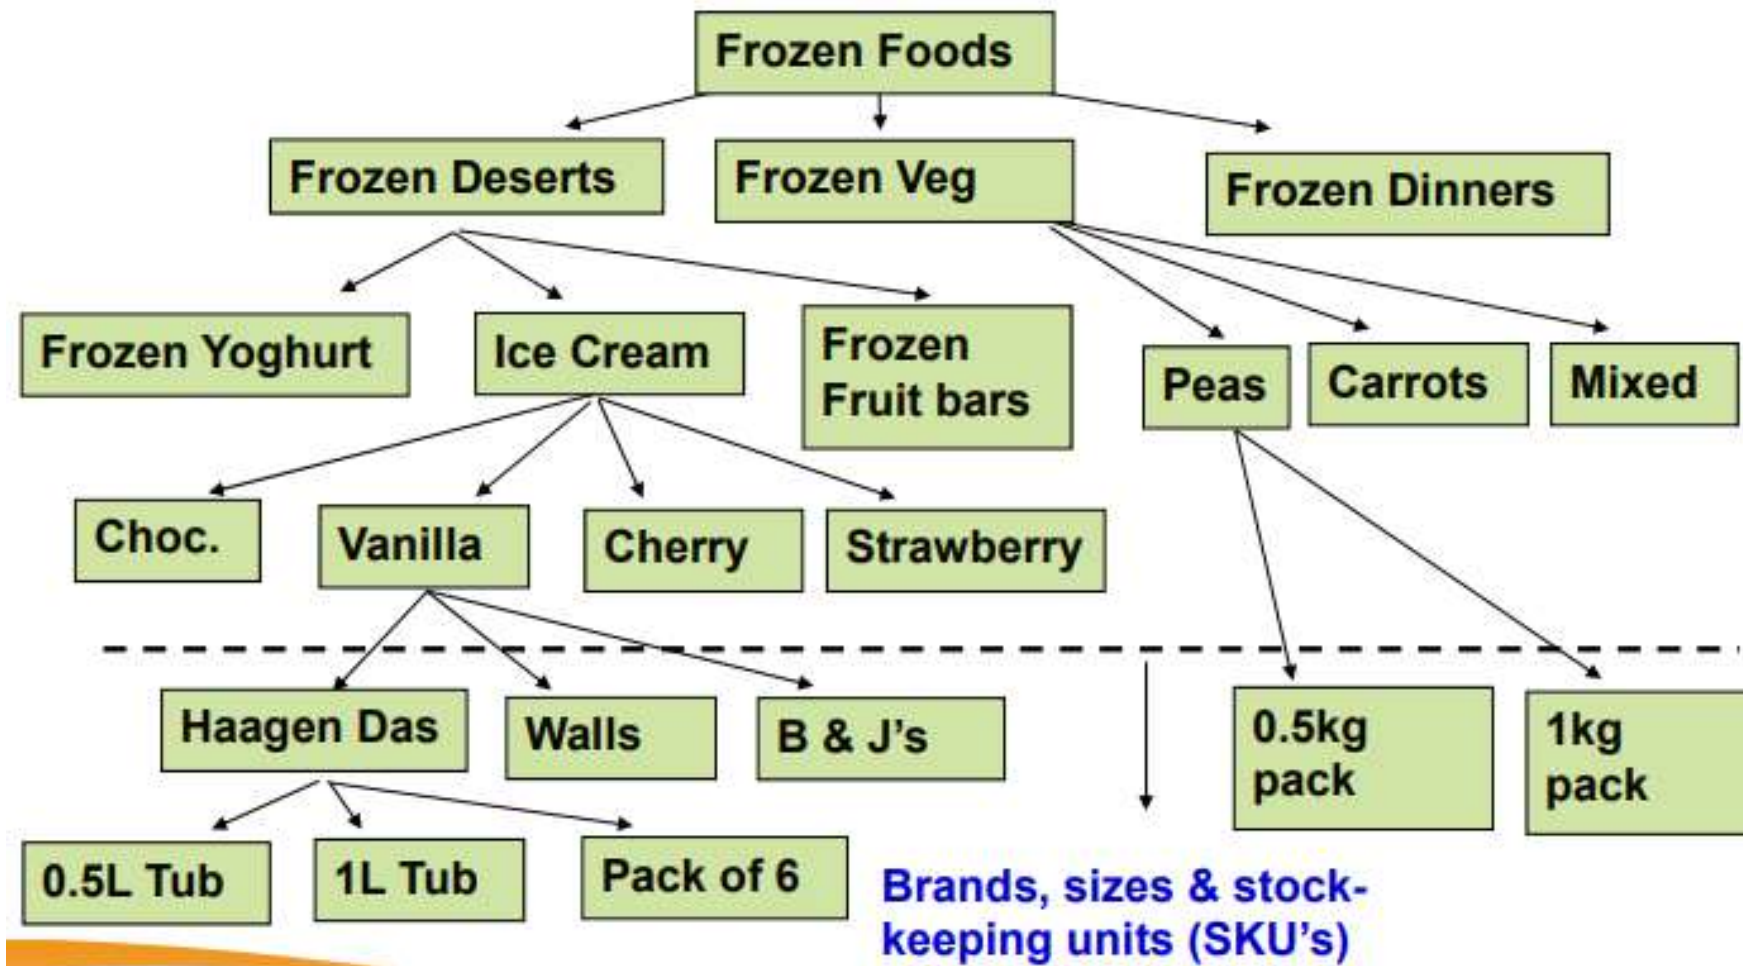 Frozen Foods
Frozen Deserts
Frozen Veg
Frozen Dinners
Frozen Yoghurt
Ice Cream
Frozen
Fruit bars
Peas
Carrots
Mixed
Choc.
Vanilla
Cherry
Strawberry
Haagen Das
Walls
B & J's
0.5kg
pack
1kg
pack
0.5L Tub
1L Tub
Pack of 6
Brands, sizes & stock-
keeping units (SKU's)